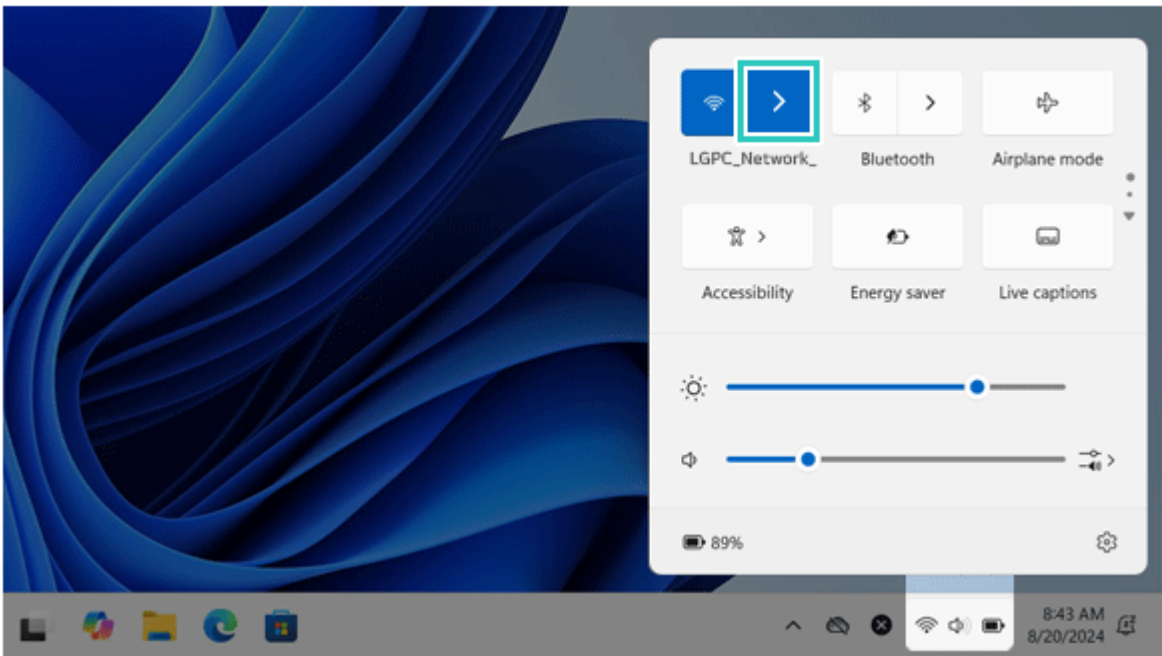 LGPC_Network_
Bluetooth
Airplane mode
Accessibility
Energy saver
Live captions
89%
8:43 AM
8/20/2024